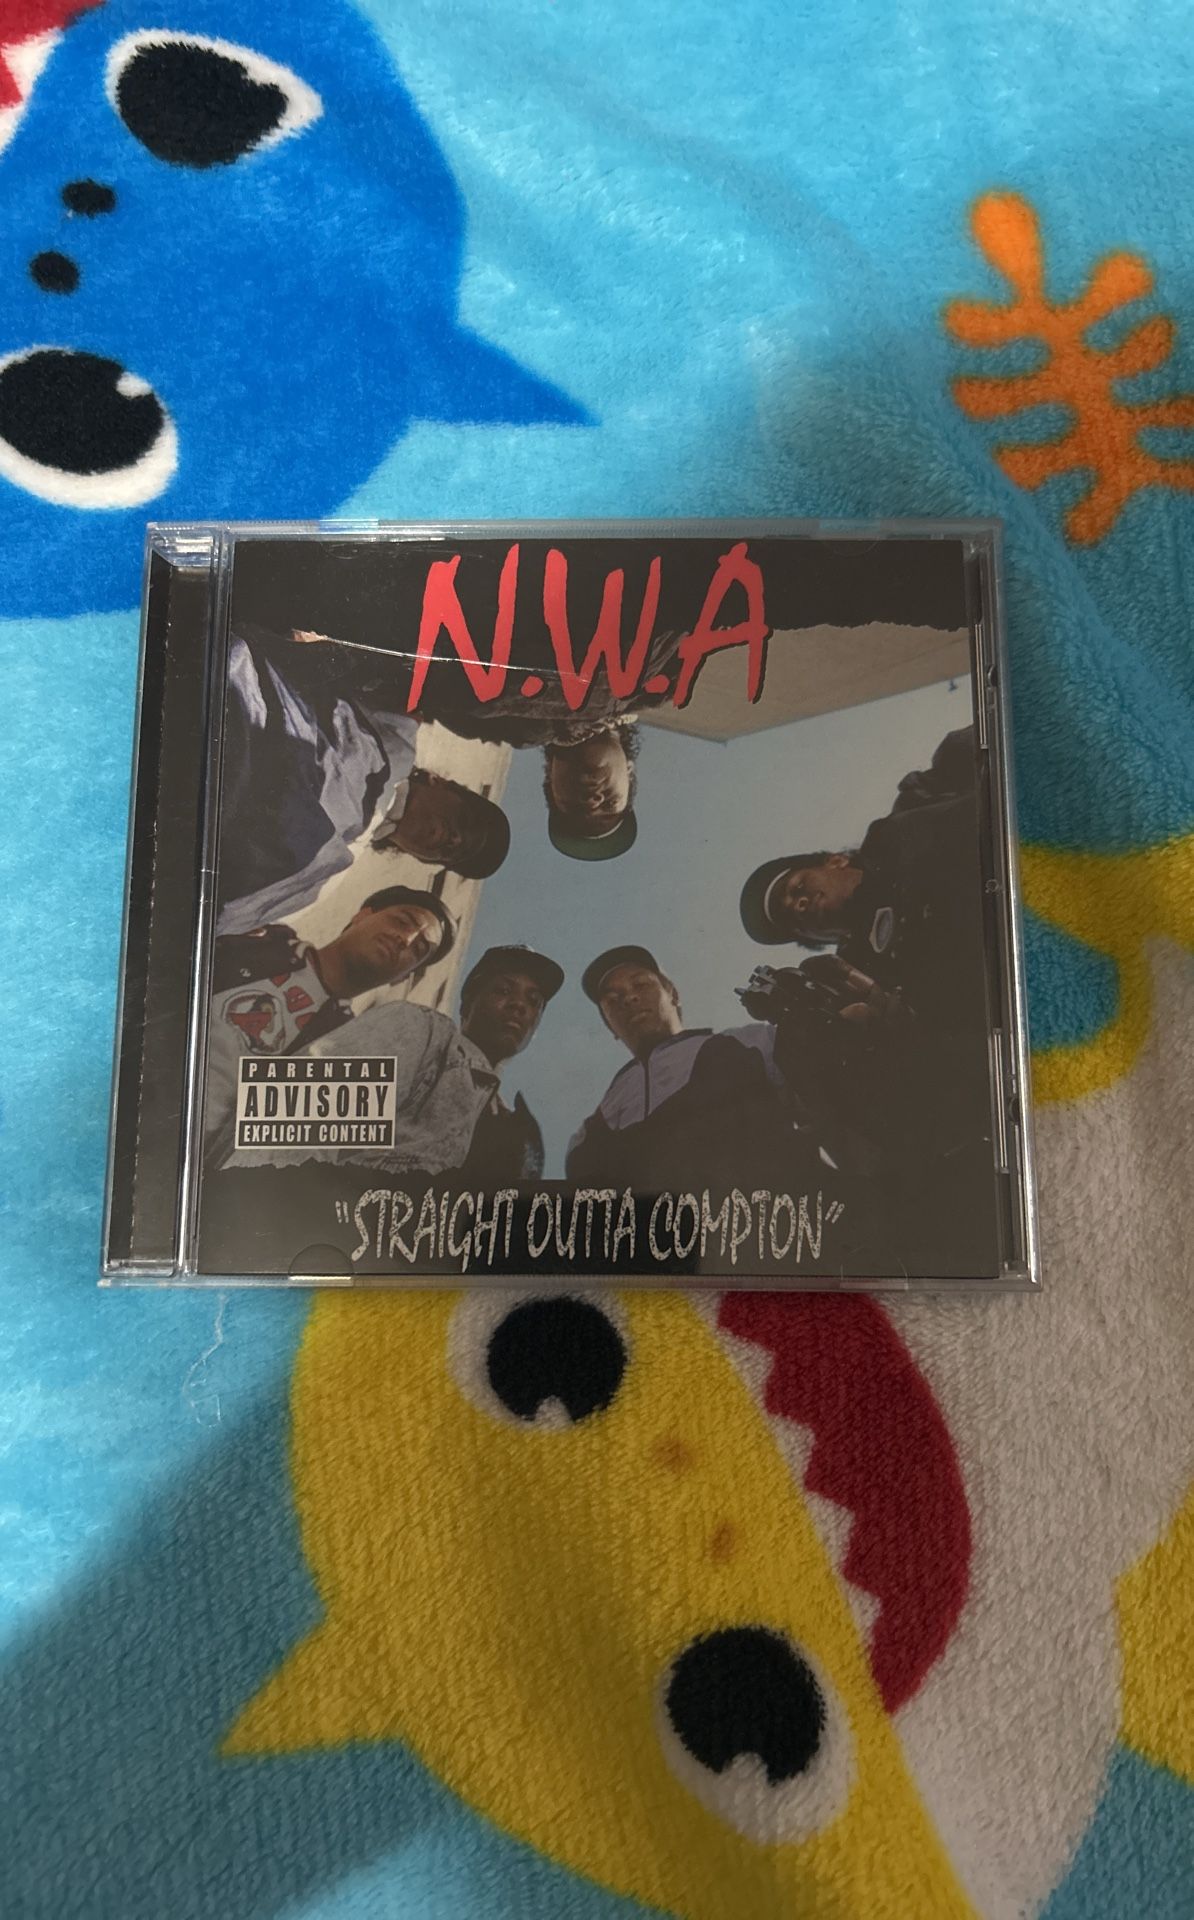 N.W.A
PARENTAL
ADVISORY
EXPLICIT CONTENT
"STRAIGHT OUTTA COMPTON"